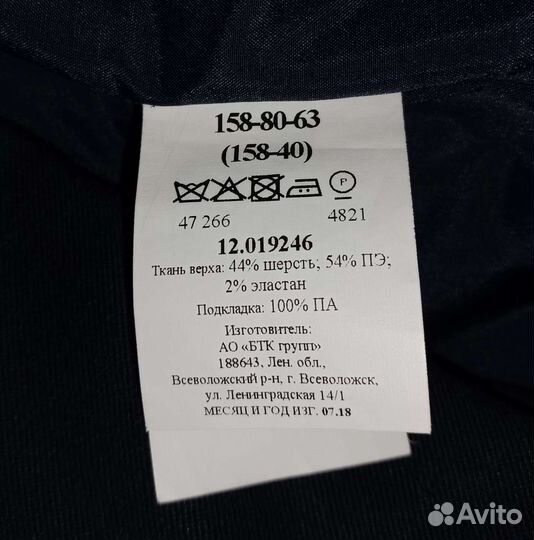 158-80-63
(158-40)
P
47 266 4821
12.019246
Ткань верха: 44% шерсть; 54% ПЭ;
2% эластан
Подкладка: 100% ПА
Изготовитель:
АО «БТК групп»
188643, Лен. обл.,
Всеволожский р-н, г. Всеволожск,
ул. Ленинградская 14/1
МЕСЯЦ И ГОД ИЗГ. 07.18
Avito